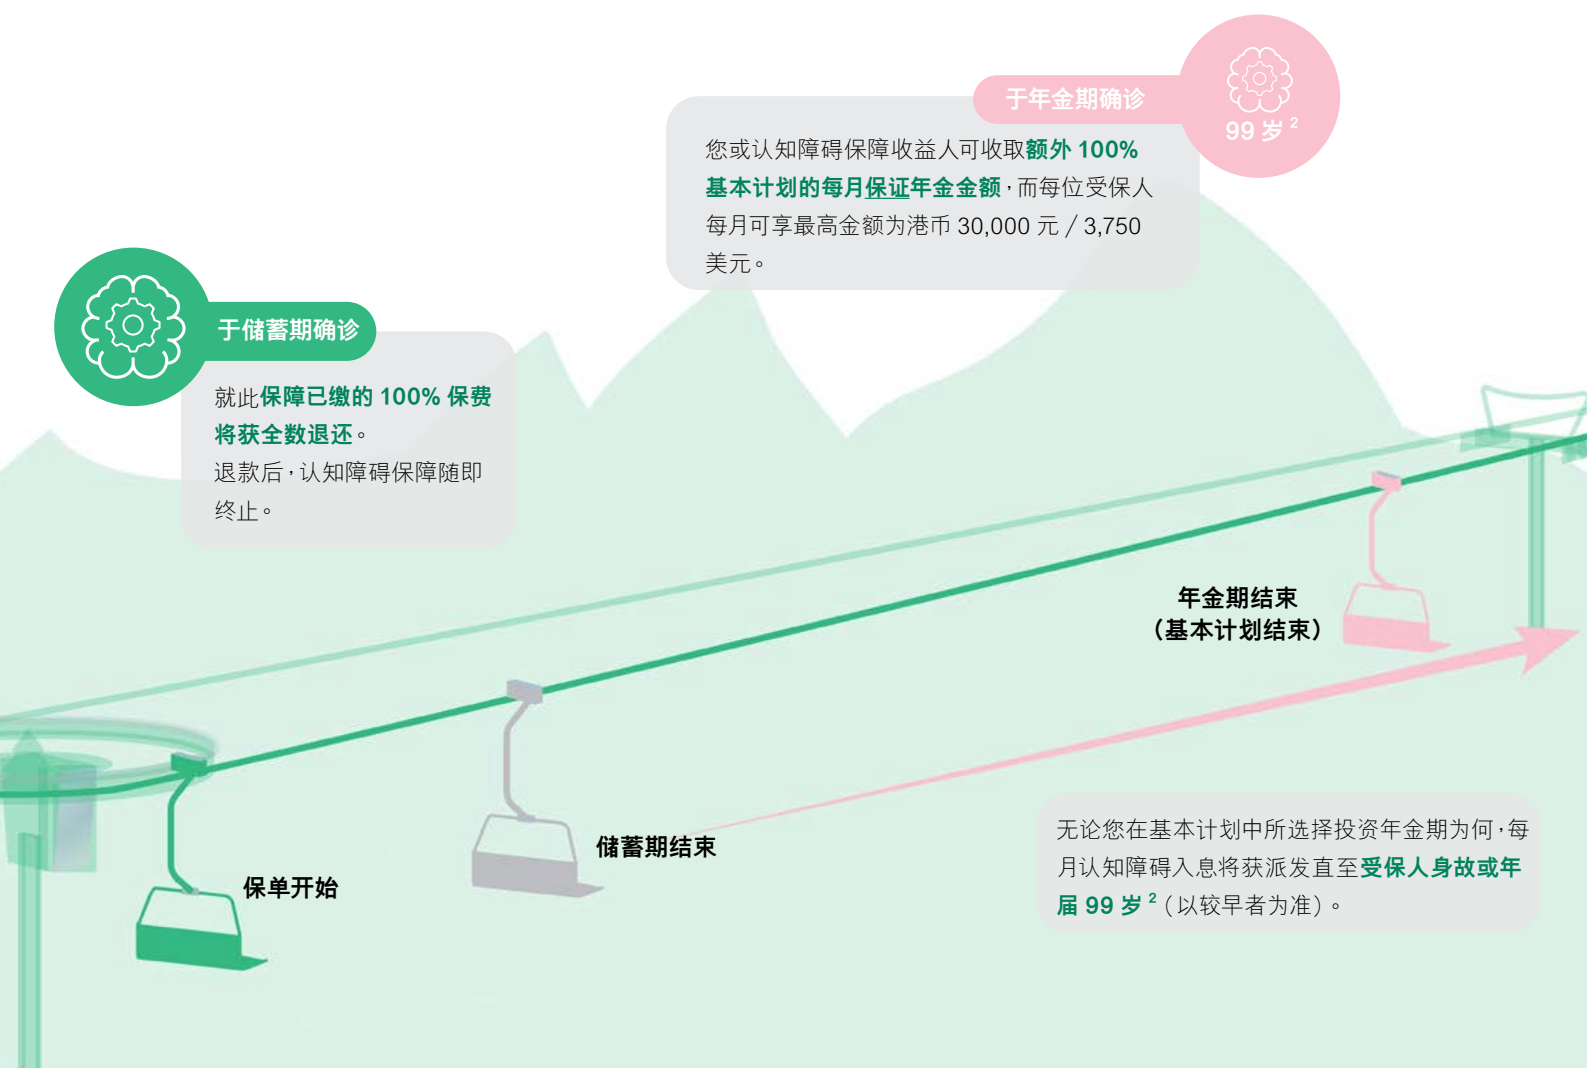 于年金期确诊
99 岁 2
您或认知障碍保障收益人可收取额外 100%
基本计划的每月保证年金金额，而每位受保人
每月可享最高金额为港币 30,000 元 / 3,750
美元。
于储蓄期确诊
就此保障已缴的 100% 保费
将获全数退还。
退款后，认知障碍保障随即
终止。
年金期结束
（基本计划结束）
储蓄期结束
保单开始
无论您在基本计划中所选择投资年金期为何，每
月认知障碍入息将获派发直至受保人身故或年
届 99 岁 2（以较早者为准）。